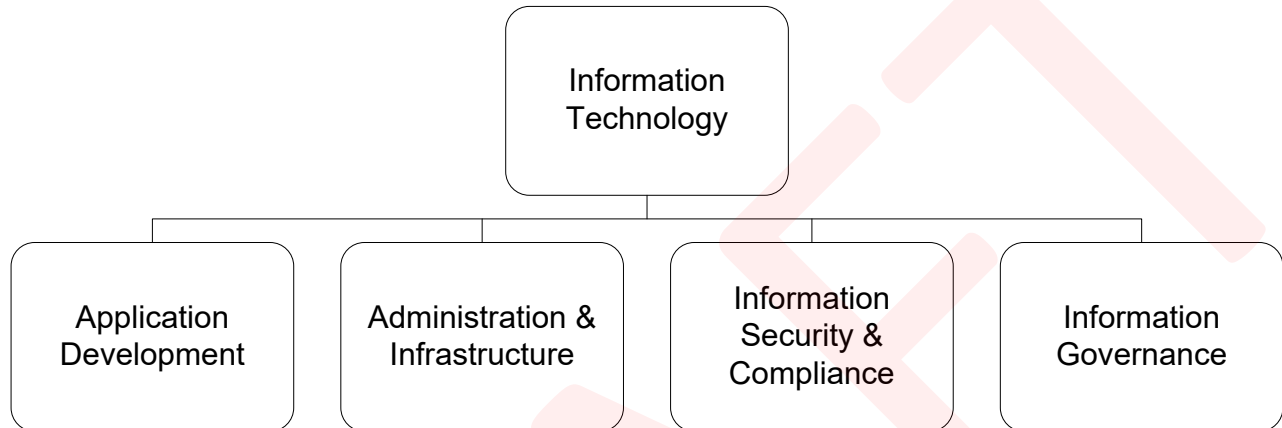 Information
Technology
Application
Development
Administration &
Infrastructure
Information
Security &
Compliance
Information
Governance